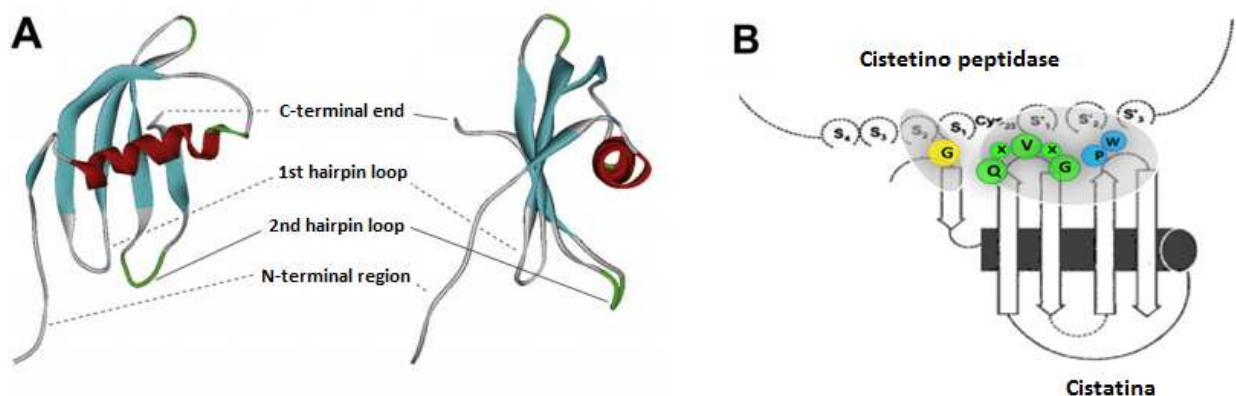 A
C-terminal end
1st hairpin loop
2nd hairpin loop
N-terminal region
B
Cistetino peptidase
S4 S3 S2 S1 Cys23 S'1 S'2 S'3
G Q X V X G P W
Cistatina